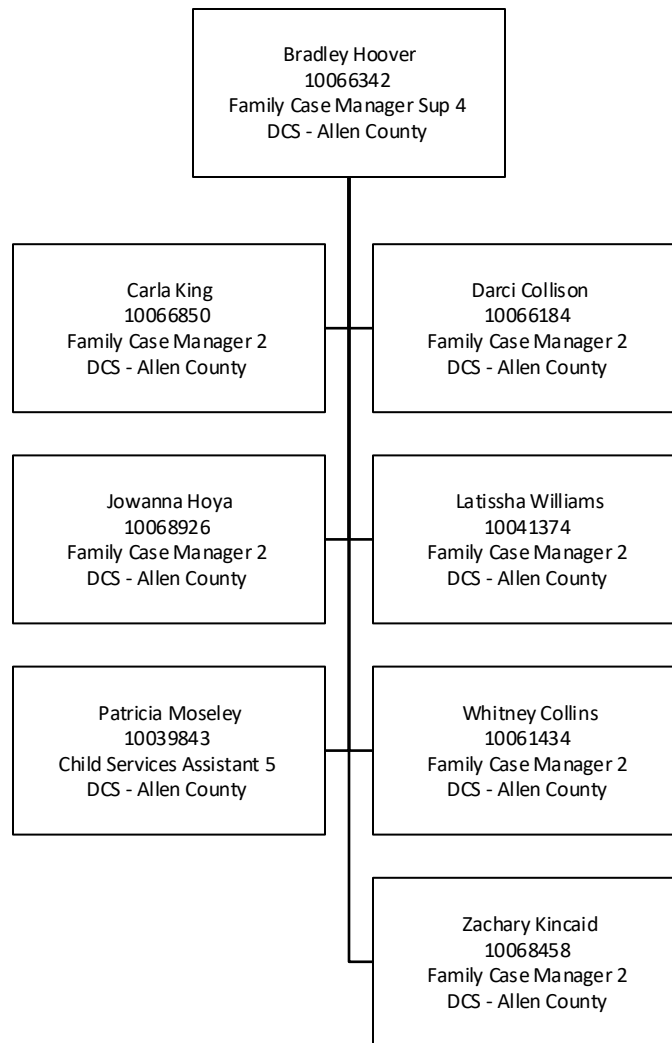 Bradley Hoover
10066342
Family Case Manager Sup 4
DCS - Allen County
Carla King
10066850
Family Case Manager 2
DCS - Allen County
Darci Collison
10066184
Family Case Manager 2
DCS - Allen County
Jowanna Hoya
10068926
Family Case Manager 2
DCS - Allen County
Latissha Williams
10041374
Family Case Manager 2
DCS - Allen County
Patricia Moseley
10039843
Child Services Assistant 5
DCS - Allen County
Whitney Collins
10061434
Family Case Manager 2
DCS - Allen County
Zachary Kincaid
10068458
Family Case Manager 2
DCS - Allen County